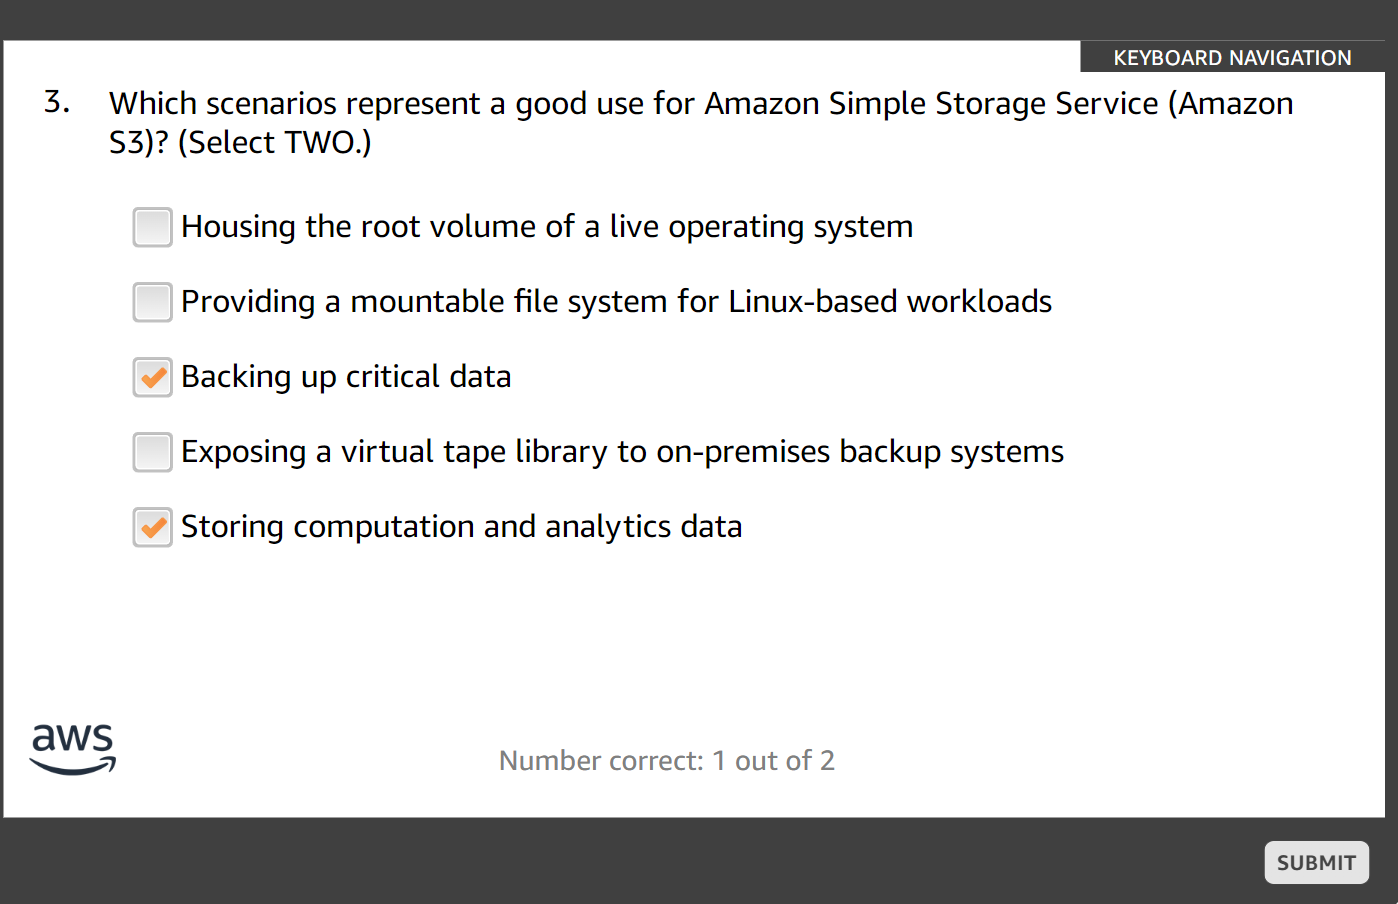 KEYBOARD NAVIGATION
3. Which scenarios represent a good use for Amazon Simple Storage Service (Amazon
S3)? (Select TWO.)
Housing the root volume of a live operating system
Providing a mountable file system for Linux-based workloads
Backing up critical data
Exposing a virtual tape library to on-premises backup systems
Storing computation and analytics data
aws
Number correct: 1 out of 2
SUBMIT